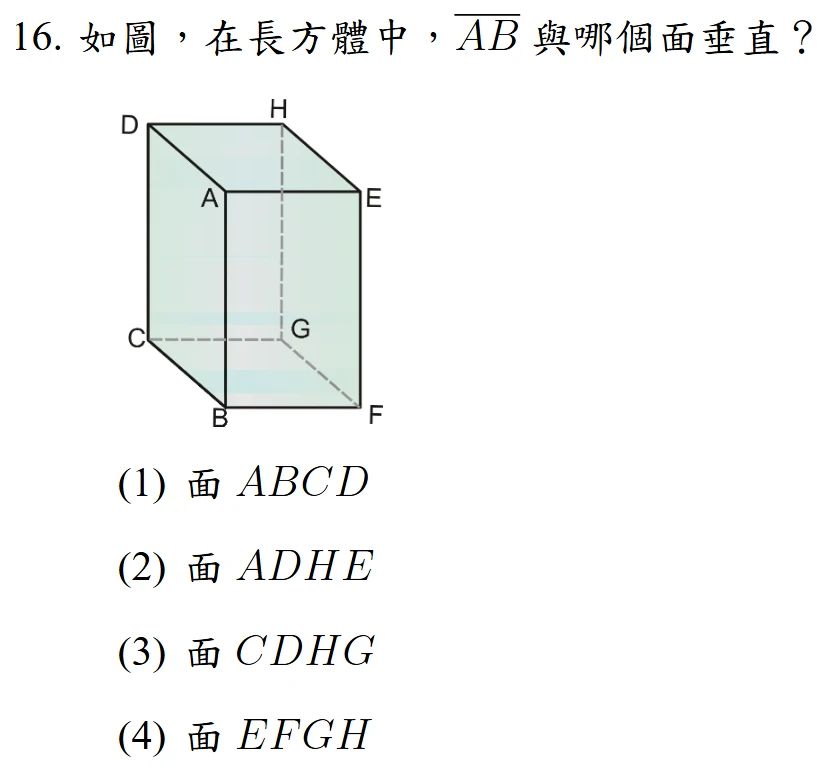 16. 如圖，在長方體中，$\overline{AB}$ 與哪個面垂直？
D
H
A
E
C
G
B
F
(1) 面 ABCD
(2) 面 ADHE
(3) 面 CDHG
(4) 面 EFGH